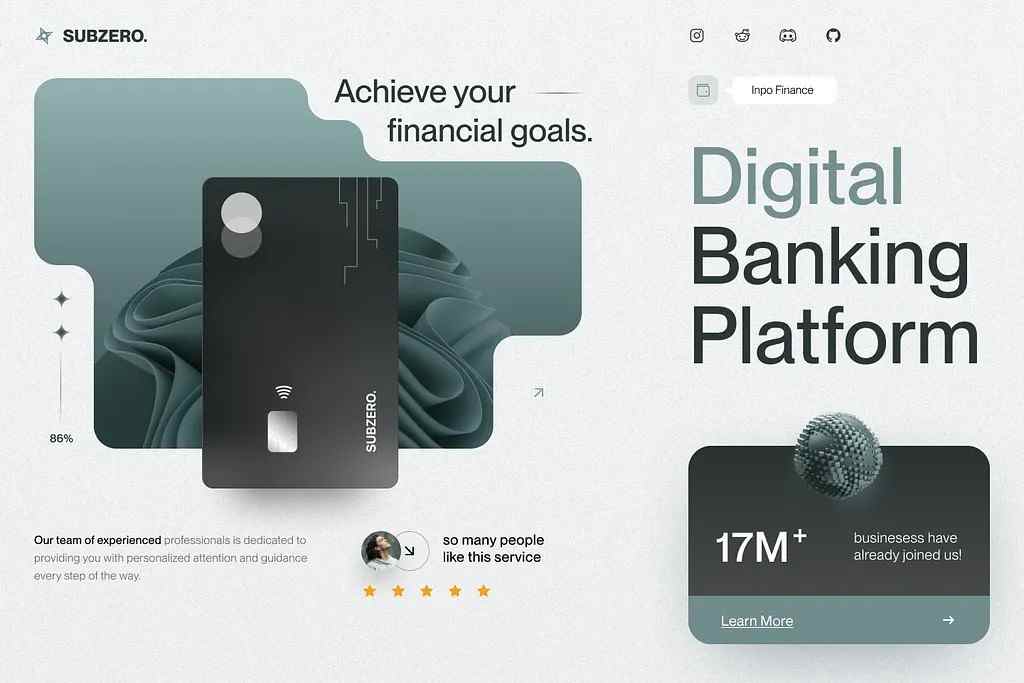 SUBZERO.
Achieve your
financial goals.
SUBZERO.
86%
Our team of experienced professionals is dedicated to
providing you with personalized attention and guidance
every step of the way.
so many people
like this service
Inpo Finance
Digital
Banking
Platform
17M+
businesess have
already joined us!
Learn More